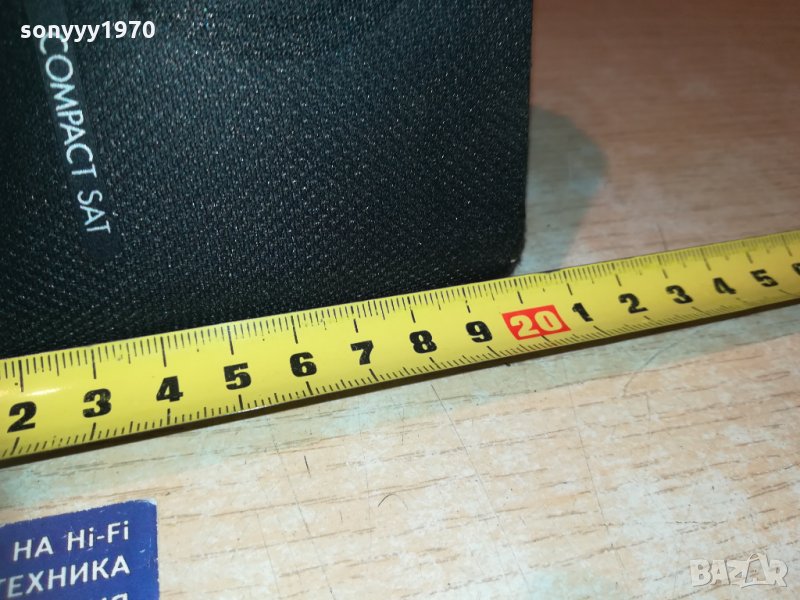 sonyyy1970
COMPACT SAT
2 3 4 5 6 7 8 9 20 1 2 3 4 5
НА Hi-Fi
ТЕХНИКА
BAZAR